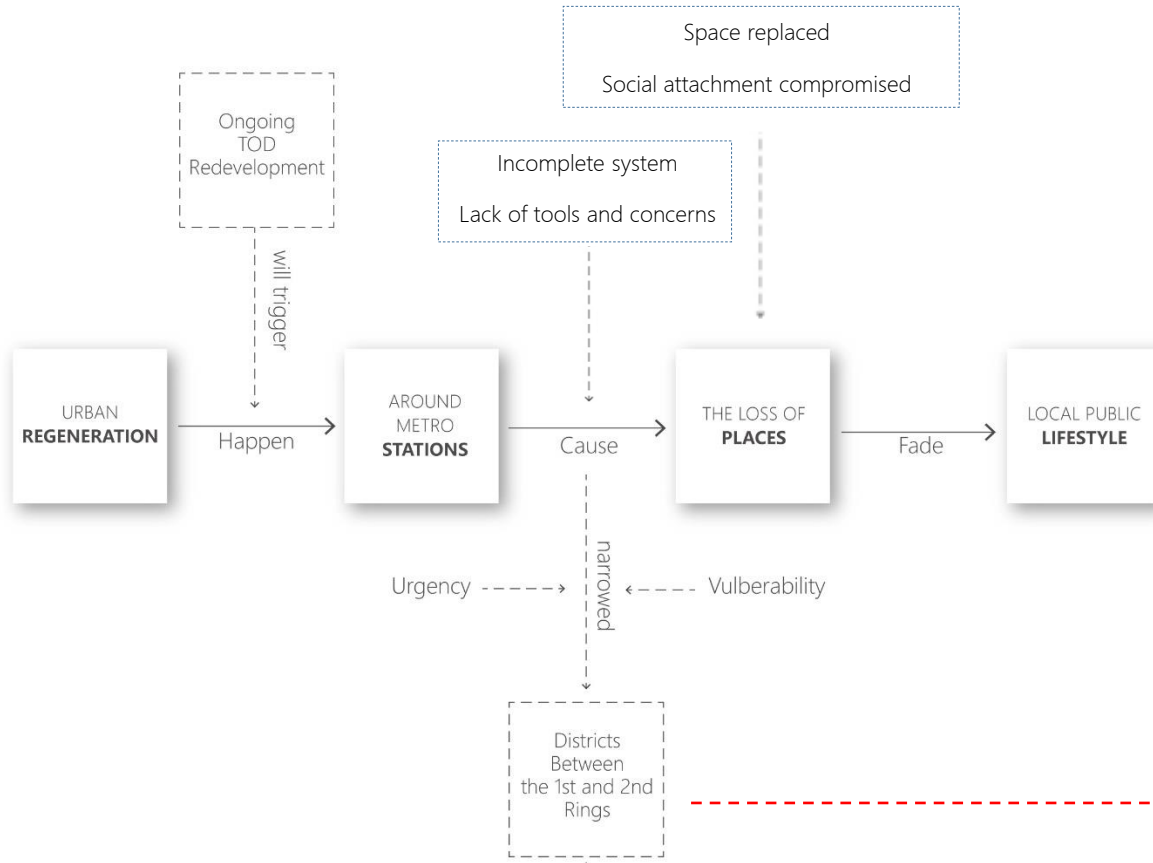 Space replaced
Social attachment compromised
Ongoing
TOD
Redevelopment
Incomplete system
Lack of tools and concerns
will trigger
URBAN
REGENERATION
Happen
AROUND
METRO
STATIONS
Cause
THE LOSS OF
PLACES
Fade
LOCAL PUBLIC
LIFESTYLE
narrowed
Urgency
Vulberability
Districts
Between
the 1st and 2nd
Rings